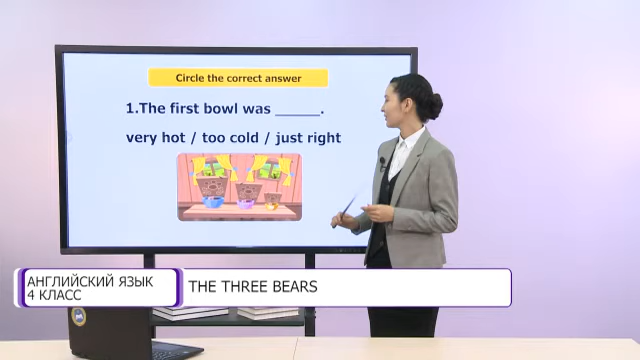 Circle the correct answer
1.The first bowl was _____.
very hot / too cold / just right
АНГЛИЙСКИЙ ЯЗЫК
4 КЛАСС
THE THREE BEARS